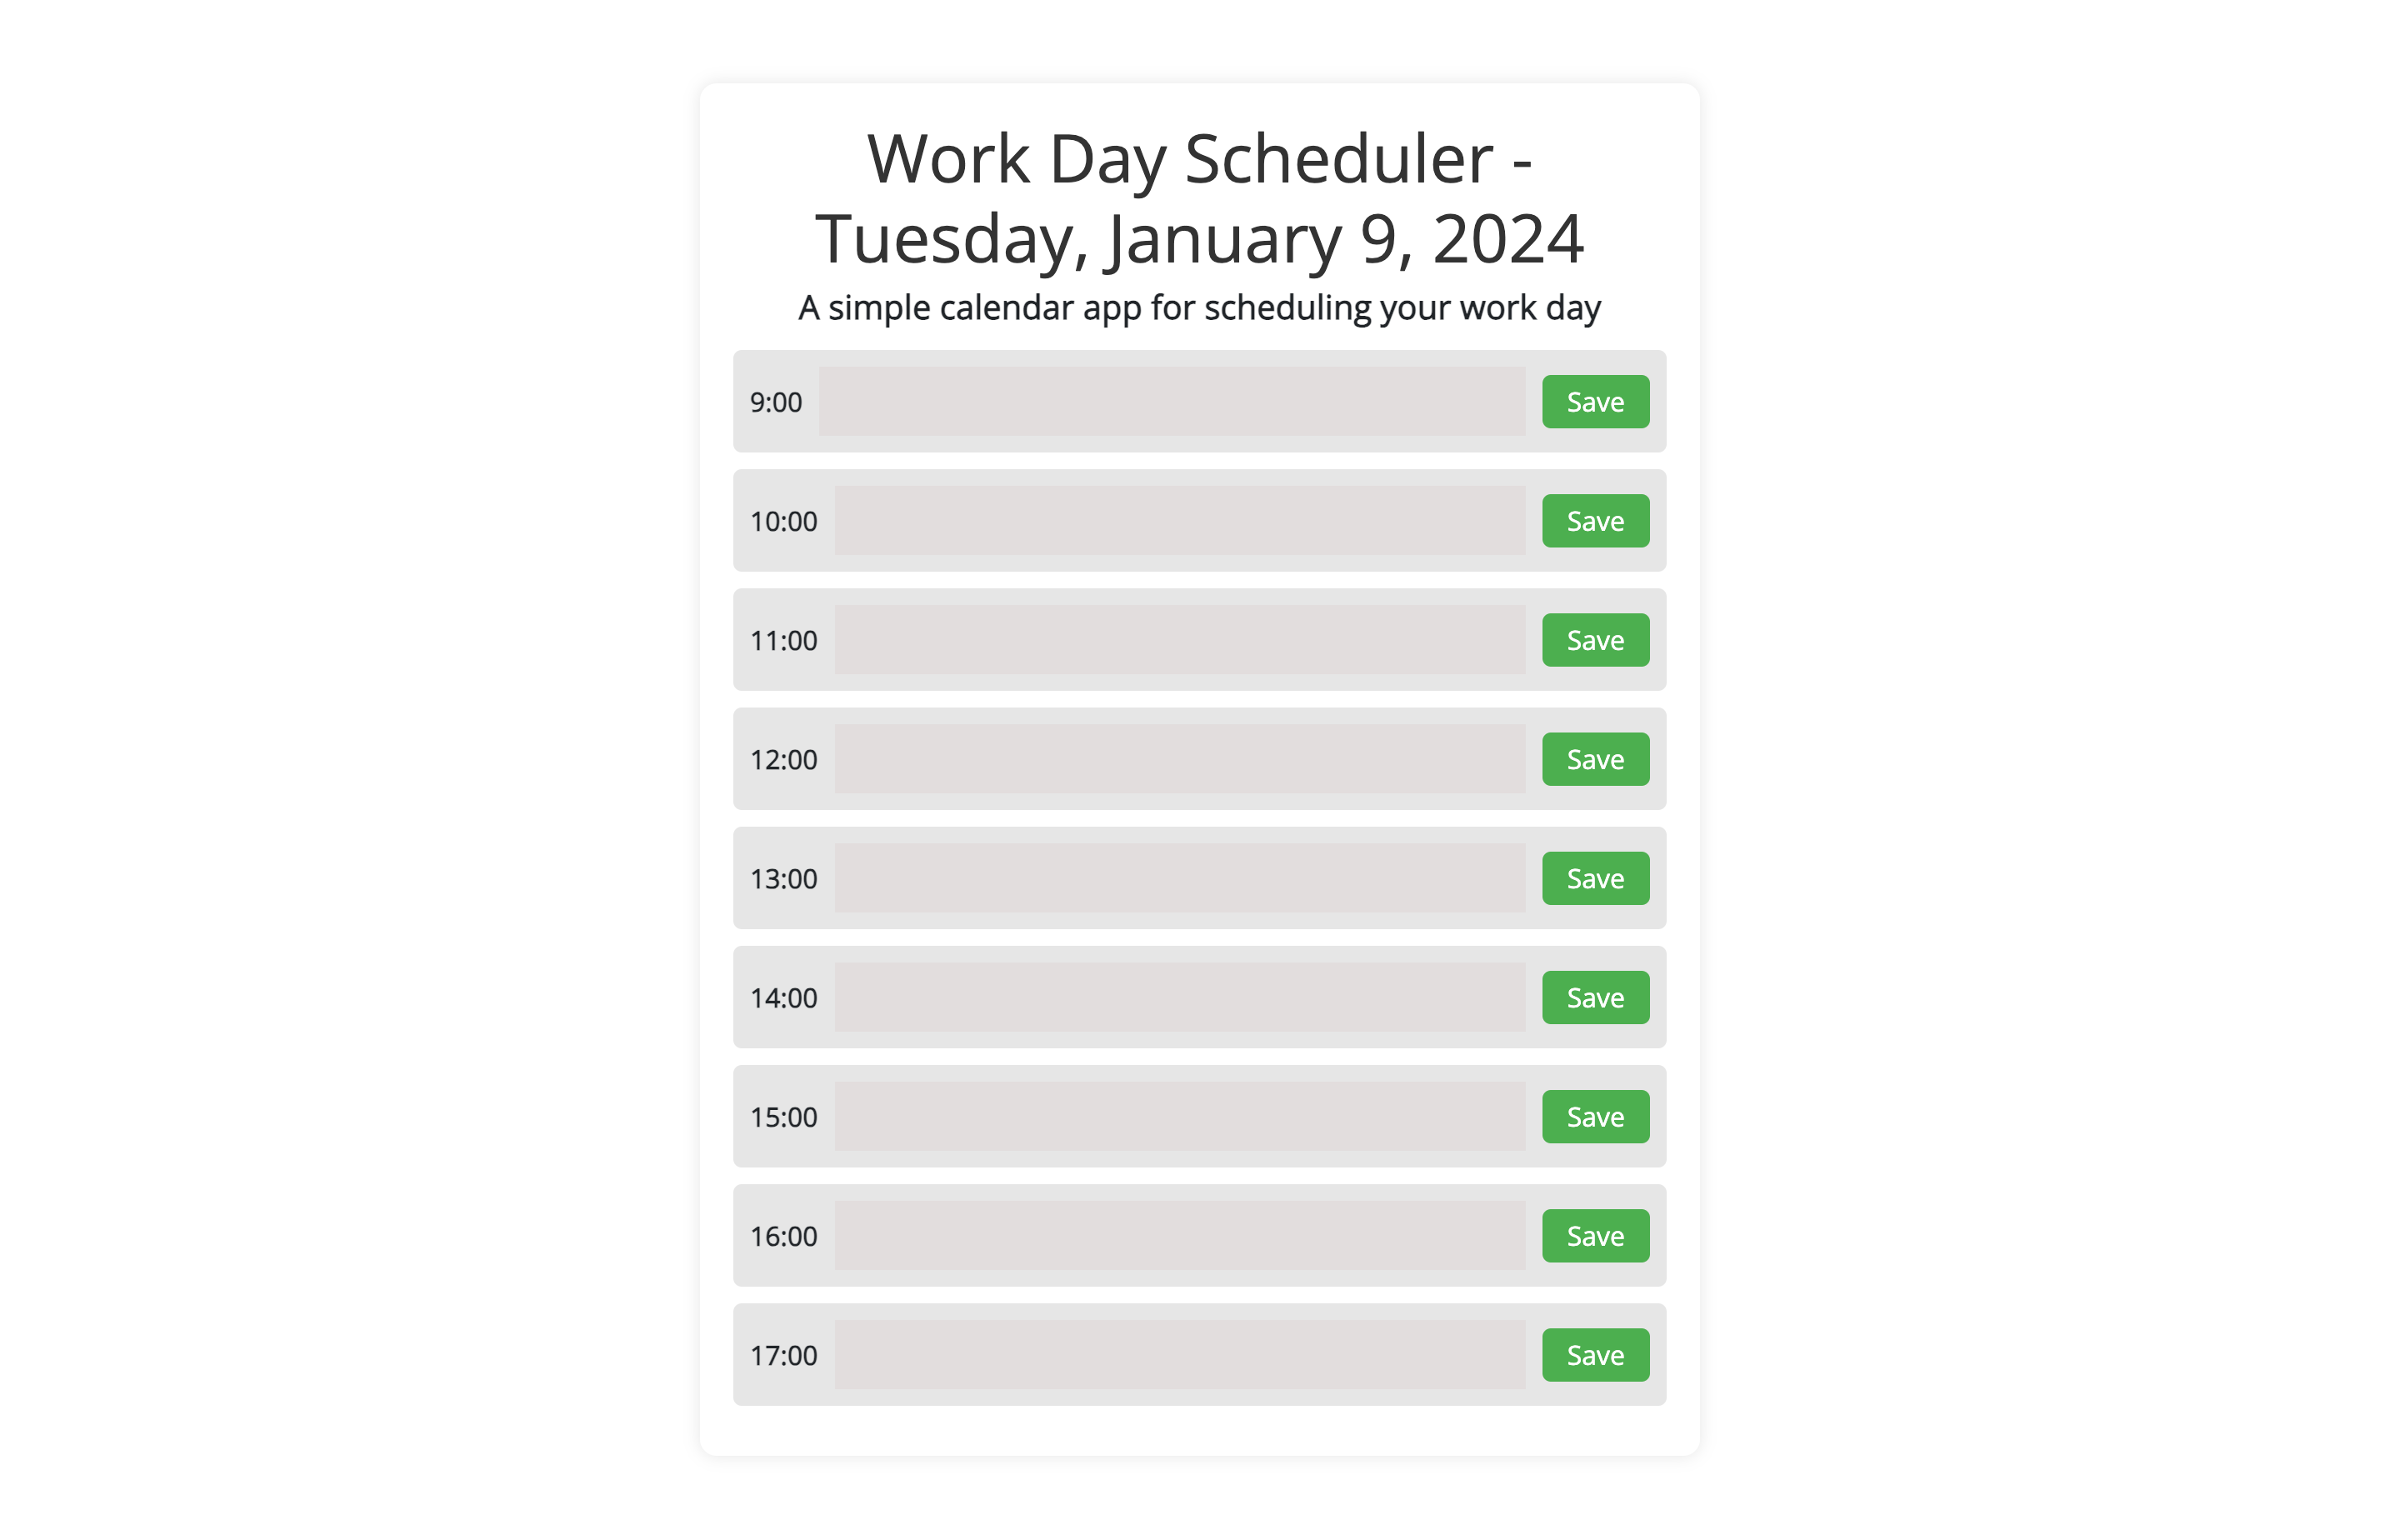 Work Day Scheduler -
Tuesday, January 9, 2024
A simple calendar app for scheduling your work day
9:00 Save
10:00 Save
11:00 Save
12:00 Save
13:00 Save
14:00 Save
15:00 Save
16:00 Save
17:00 Save